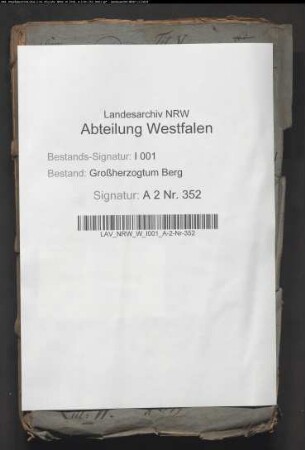 Landesarchiv NRW
Abteilung Westfalen
Bestands-Signatur: I 001
Bestand: Großherzogtum Berg
Signatur: A 2 Nr. 352
LAV_NRW_W_I001_A-2-Nr-352